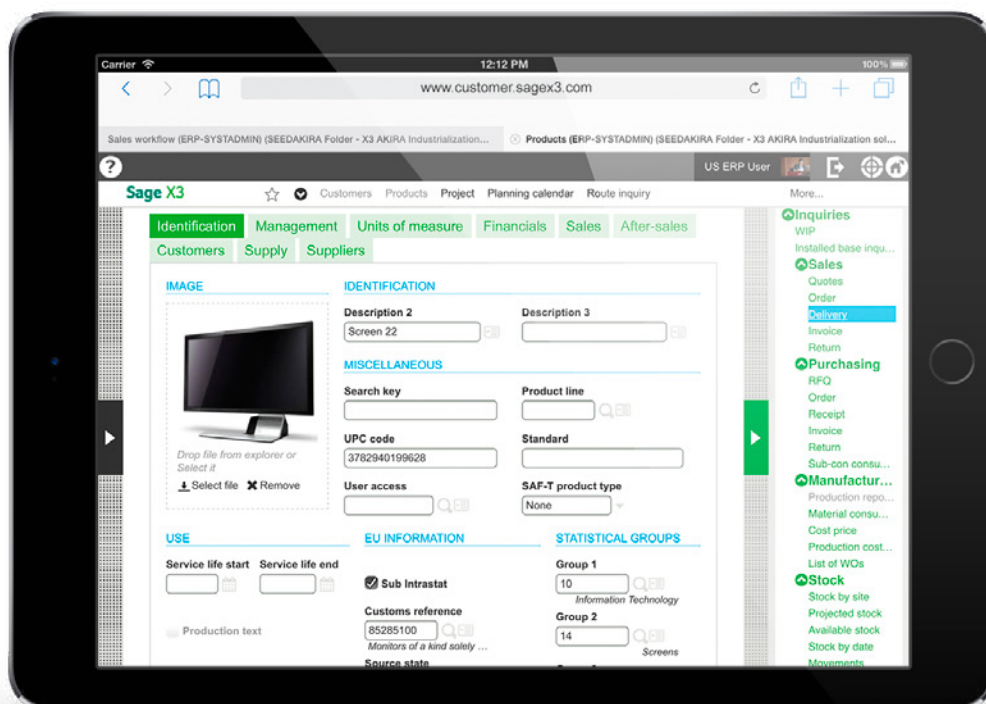 Carrier 12:12 PM 100%
www.customer.sagex3.com
Sales workflow (ERP-SYSTADMIN) (SEEDAKIRA Folder - X3 AKIRA Industrialization... Products (ERP-SYSTADMIN) (SEEDAKIRA Folder - X3 AKIRA Industrialization sol...
? US ERP User
Sage X3 Customers Products Project Planning calendar Route inquiry More...
Identification Management Units of measure Financials Sales After-sales
Customers Supply Suppliers
IMAGE
Drop file from explorer or
Select it
Select file Remove
IDENTIFICATION
Description 2 Description 3
Screen 22
MISCELLANEOUS
Search key Product line
UPC code Standard
3782940199628
User access SAF-T product type
None
USE
Service life start Service life end
Production text
EU INFORMATION
Sub Intrastat
Customs reference
85285100
Monitors of a kind solely ...
Source state
STATISTICAL GROUPS
Group 1
10
Information Technology
Group 2
14
Screens
Inquiries
WIP
Installed base inqu...
Sales
Quotes
Order
Delivery
Invoice
Return
Purchasing
RFQ
Order
Receipt
Invoice
Return
Sub-con consu...
Manufactur...
Production repo...
Material consu...
Cost price
Production cost...
List of WOs
Stock
Stock by site
Projected stock
Available stock
Stock by date
Movements